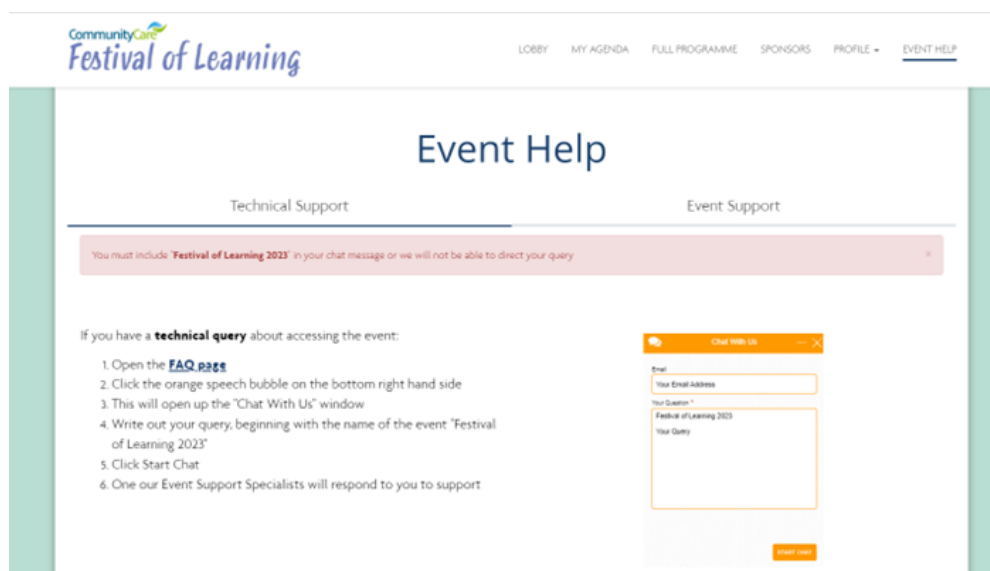 CommunityCare
Festival of Learning
LOBBY MY AGENDA FULL PROGRAMME SPONSORS PROFILE EVENT HELP
Event Help
Technical Support Event Support
You must include "Festival of Learning 2023" in your chat message or we will not be able to direct your query
If you have a technical query about accessing the event:
1. Open the FAQ page
2. Click the orange speech bubble on the bottom right hand side
3. This will open up the "Chat With Us" window
4. Write out your query, beginning with the name of the event "Festival
of Learning 2023"
5. Click Start Chat
6. One our Event Support Specialists will respond to you to support
Chat With Us
Email
Your Email Address
Your Question *
Festival of Learning 2023
Your Query
START CHAT